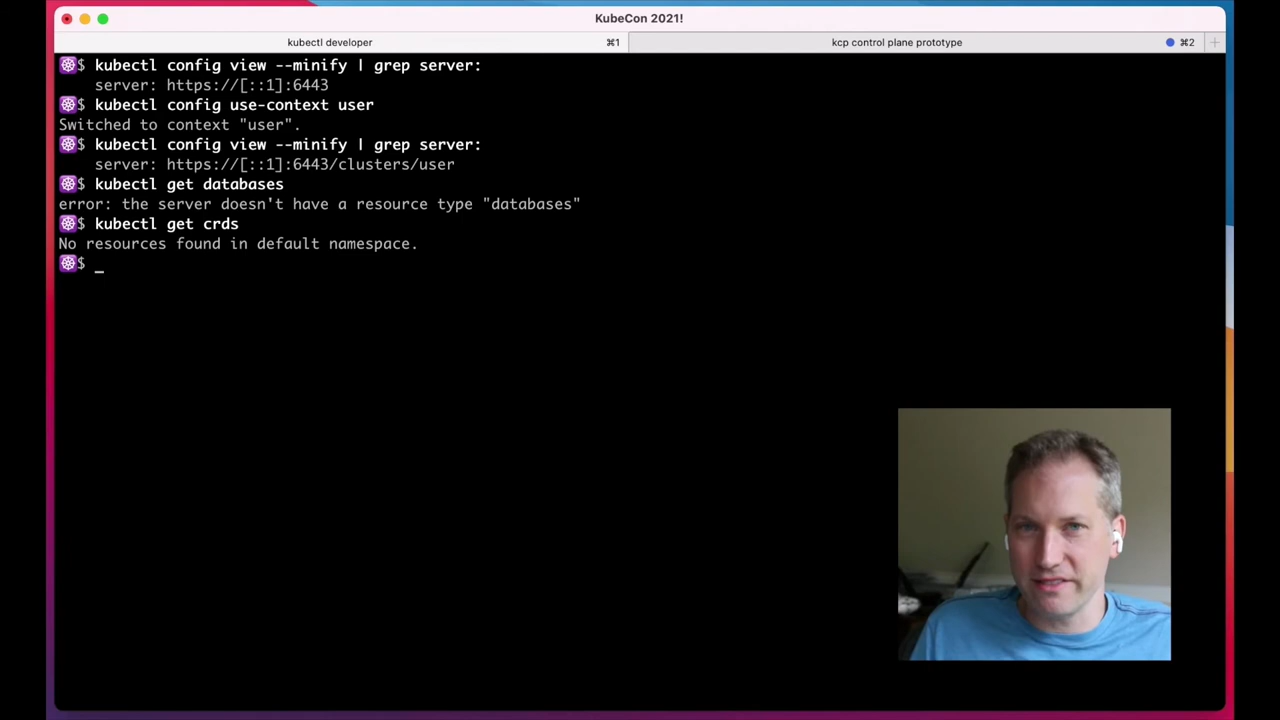 KubeCon 2021!
kubectl developer ⌘1 kcp control plane prototype ⌘2 +
$ kubectl config view --minify | grep server:
server: https://[::1]:6443
$ kubectl config use-context user
Switched to context "user".
$ kubectl config view --minify | grep server:
server: https://[::1]:6443/clusters/user
$ kubectl get databases
error: the server doesn't have a resource type "databases"
$ kubectl get crds
No resources found in default namespace.
$ _